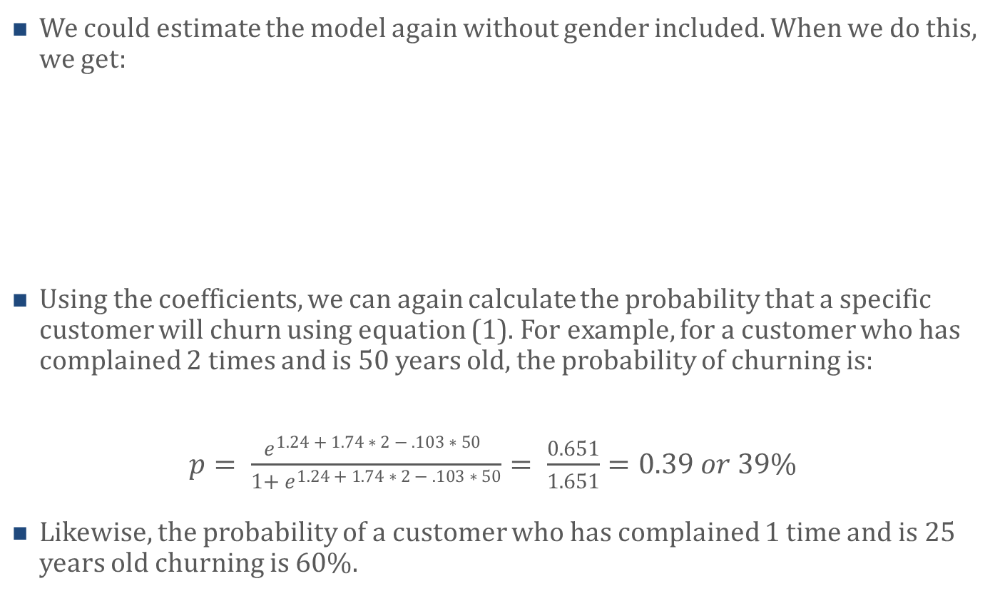 ▪ We could estimate the model again without gender included. When we do this,
we get:
▪ Using the coefficients, we can again calculate the probability that a specific
customer will churn using equation (1). For example, for a customer who has
complained 2 times and is 50 years old, the probability of churning is:
p = e^{1.24 + 1.74 * 2 − .103 * 50} / 1+ e^{1.24 + 1.74 * 2 − .103 * 50} = 0.651 / 1.651 = 0.39 or 39%
▪ Likewise, the probability of a customer who has complained 1 time and is 25
years old churning is 60%.